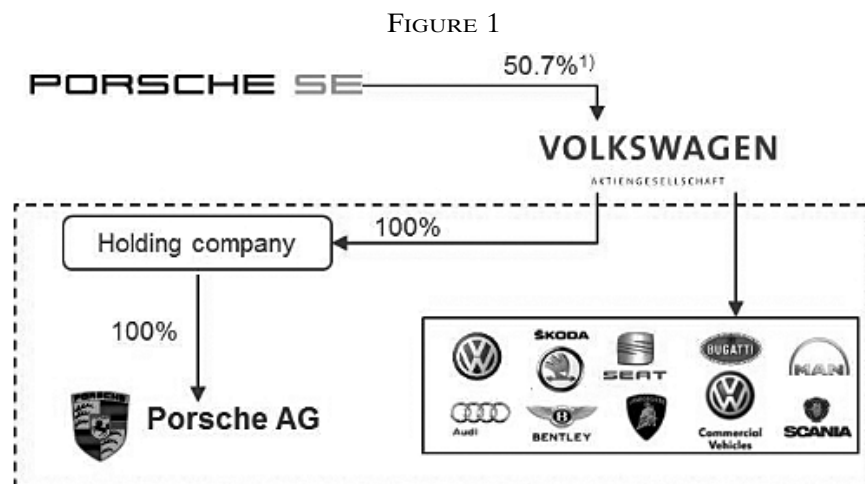 FIGURE 1
50.7%1)
PORSCHE SE
VOLKSWAGEN
AKTIENGESELLSCHAFT
Holding company
100%
100%
ŠKODA
SEAT
BUGATTI
MAN
PORSCHE
Porsche AG
Audi
BENTLEY
Commercial
Vehicles
SCANIA